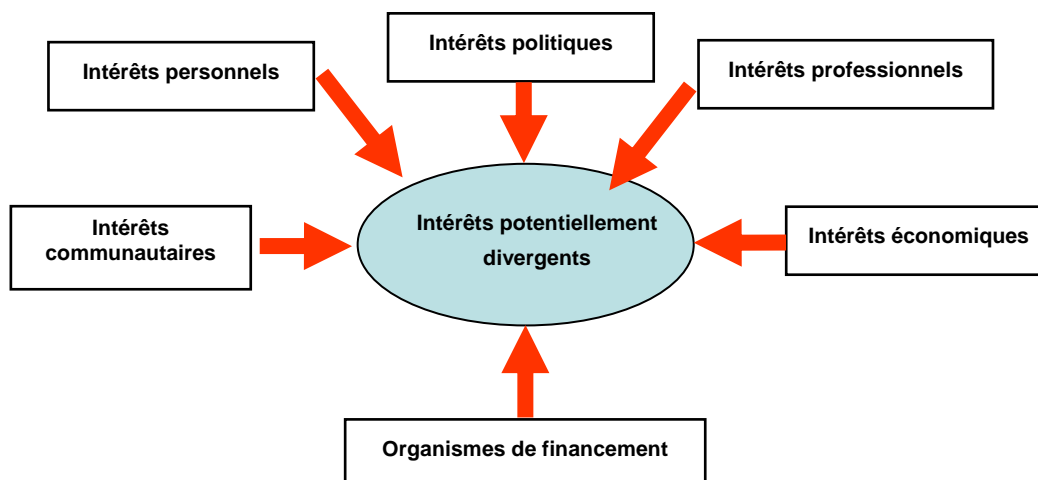 Intérêts politiques
Intérêts personnels
Intérêts professionnels
Intérêts
communautaires
Intérêts potentiellement
divergents
Intérêts économiques
Organismes de financement